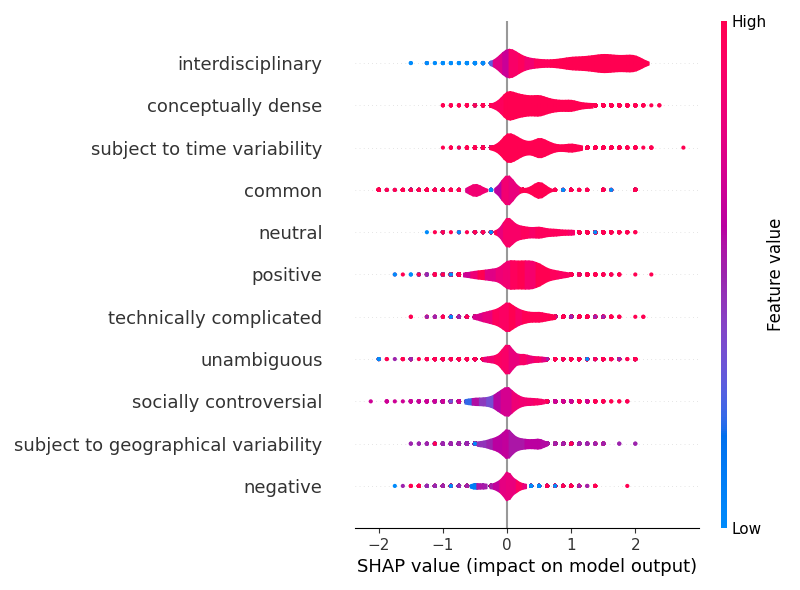 High
interdisciplinary
conceptually dense
subject to time variability
common
neutral
positive
technically complicated
unambiguous
socially controversial
subject to geographical variability
negative
Feature value
Low
−2 −1 0 1 2
SHAP value (impact on model output)